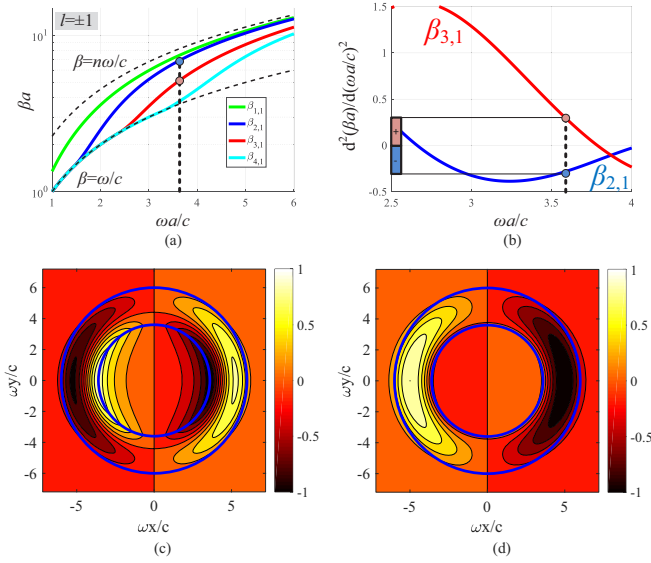 l=±1
10¹
10⁰
βa
β=nω/c
β=ω/c
β₁,₁
β₂,₁
β₃,₁
β₄,₁
1 2 3 4 5 6
ωa/c
(a)
d²(βa)/d(ωa/c)²
1.5
1
0.5
0
-0.5
β₃,₁
β₂,₁
+
-
2.5 3 3.5 4
ωa/c
(b)
ωy/c
6
4
2
0
-2
-4
-6
-5 0 5
ωx/c
1
0.5
0
-0.5
-1
(c)
ωy/c
6
4
2
0
-2
-4
-6
-5 0 5
ωx/c
1
0.5
0
-0.5
-1
(d)